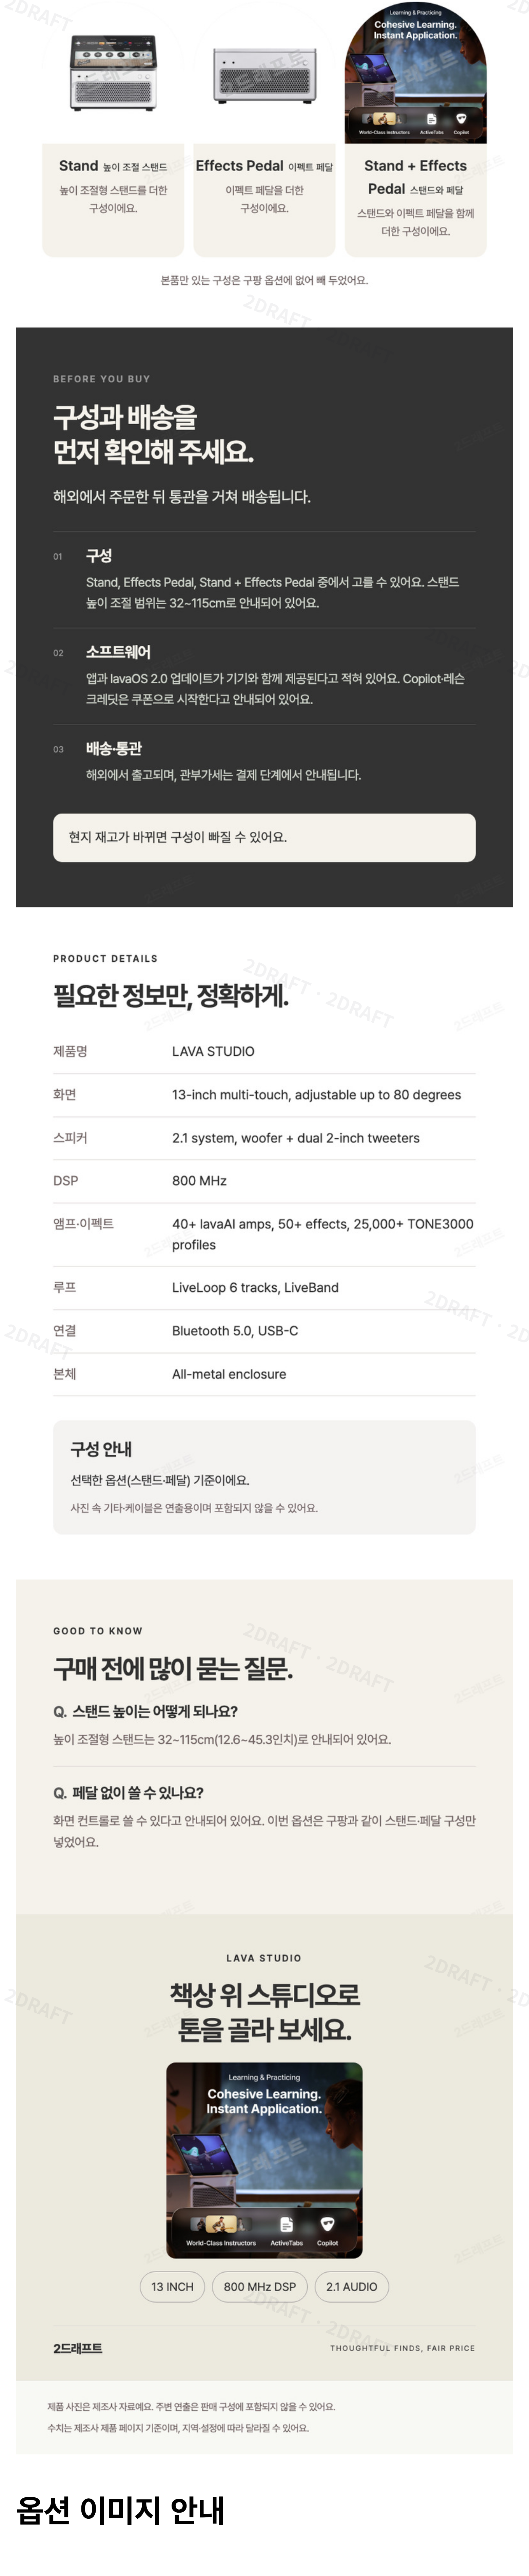 Learning & Practicing
Cohesive Learning.
Instant Application.
World-Class Instructors ActiveTabs Copilot
Stand 높이 조절 스탠드
높이 조절형 스탠드를 더한
구성이에요.
Effects Pedal 이펙트 페달
이펙트 페달을 더한
구성이에요.
Stand + Effects
Pedal 스탠드와 페달
스탠드와 이펙트 페달을 함께
더한 구성이에요.
본품만 있는 구성은 쿠팡 옵션에 없어 빼 두었어요.
BEFORE YOU BUY
구성과 배송을
먼저 확인해 주세요.
해외에서 주문한 뒤 통관을 거쳐 배송됩니다.
01 구성
Stand, Effects Pedal, Stand + Effects Pedal 중에서 고를 수 있어요. 스탠드
높이 조절 범위는 32~115cm로 안내되어 있어요.
02 소프트웨어
앱과 lavaOS 2.0 업데이트가 기기와 함께 제공된다고 적혀 있어요. Copilot·레슨
크레딧은 쿠폰으로 시작한다고 안내되어 있어요.
03 배송·통관
해외에서 출고되며, 관부가세는 결제 단계에서 안내됩니다.
현지 재고가 바뀌면 구성이 빠질 수 있어요.
PRODUCT DETAILS
필요한 정보만, 정확하게.
제품명 LAVA STUDIO
화면 13-inch multi-touch, adjustable up to 80 degrees
스피커 2.1 system, woofer + dual 2-inch tweeters
DSP 800 MHz
앰프·이펙트 40+ lavaAI amps, 50+ effects, 25,000+ TONE3000
profiles
루프 LiveLoop 6 tracks, LiveBand
연결 Bluetooth 5.0, USB-C
본체 All-metal enclosure
구성 안내
선택한 옵션(스탠드·페달) 기준이에요.
사진 속 기타·케이블은 연출용이며 포함되지 않을 수 있어요.
GOOD TO KNOW
구매 전에 많이 묻는 질문.
Q. 스탠드 높이는 어떻게 되나요?
높이 조절형 스탠드는 32~115cm(12.6~45.3인치)로 안내되어 있어요.
Q. 페달 없이 쓸 수 있나요?
화면 컨트롤로 쓸 수 있다고 안내되어 있어요. 이번 옵션은 구팡과 같이 스탠드·페달 구성만
넣었어요.
LAVA STUDIO
책상 위 스튜디오로
톤을 골라 보세요.
Learning & Practicing
Cohesive Learning.
Instant Application.
World-Class Instructors ActiveTabs Copilot
13 INCH 800 MHz DSP 2.1 AUDIO
2드래프트 THOUGHTFUL FINDS, FAIR PRICE
제품 사진은 제조사 자료예요. 주변 연출은 판매 구성에 포함되지 않을 수 있어요.
수치는 제조사 제품 페이지 기준이며, 지역·설정에 따라 달라질 수 있어요.
옵션 이미지 안내
2DRAFT · 2DRAFT
2드래프트